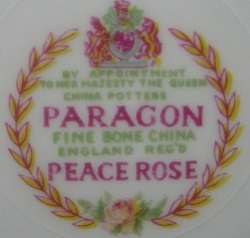 BY APPOINTMENT
TO HER MAJESTY THE QUEEN
CHINA POTTERS
PARAGON
FINE BONE CHINA
ENGLAND REG'D
PEACE ROSE